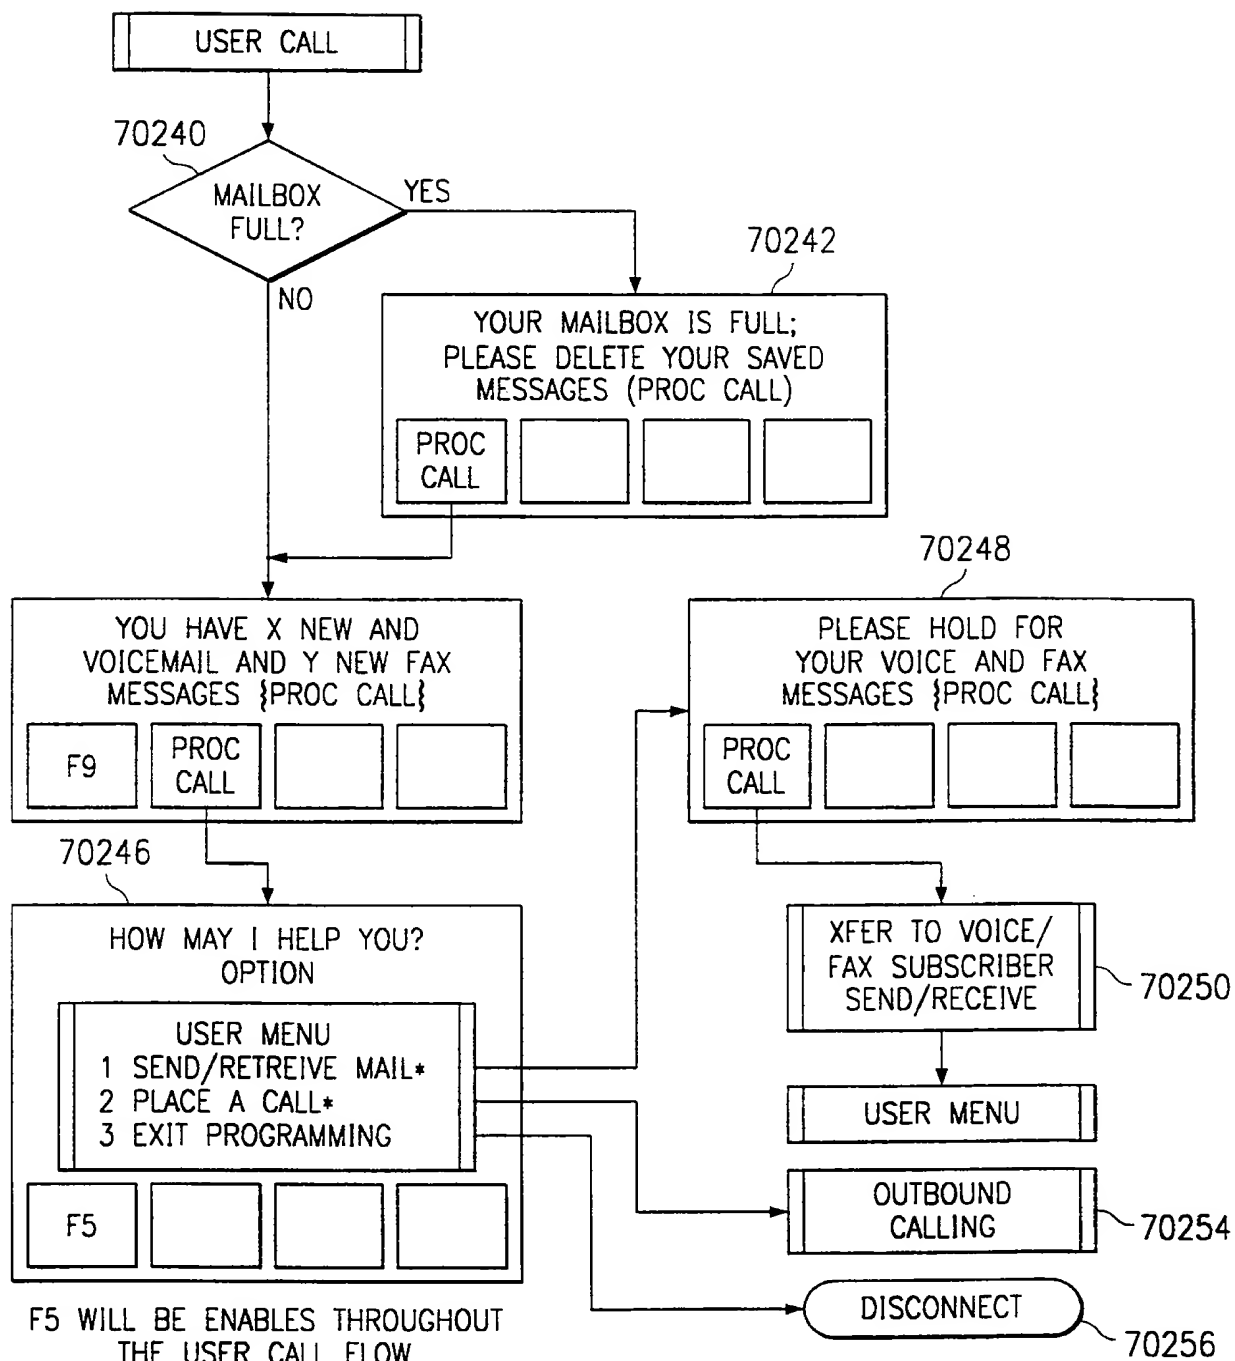 USER CALL
70240
MAILBOX
FULL?
YES
NO
70242
YOUR MAILBOX IS FULL;
PLEASE DELETE YOUR SAVED
MESSAGES (PROC CALL)
PROC
CALL
YOU HAVE X NEW AND
VOICEMAIL AND Y NEW FAX
MESSAGES {PROC CALL}
F9
PROC
CALL
70248
PLEASE HOLD FOR
YOUR VOICE AND FAX
MESSAGES {PROC CALL}
PROC
CALL
70246
HOW MAY I HELP YOU?
OPTION
USER MENU
1 SEND/RETREIVE MAIL*
2 PLACE A CALL*
3 EXIT PROGRAMMING
F5
XFER TO VOICE/
FAX SUBSCRIBER
SEND/RECEIVE
70250
USER MENU
OUTBOUND
CALLING
70254
DISCONNECT
70256
F5 WILL BE ENABLES THROUGHOUT
THE USER CALL FLOW